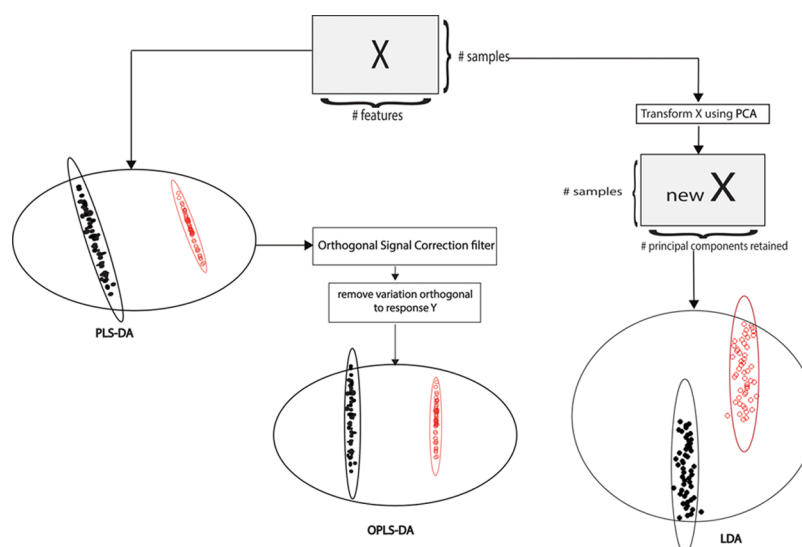 X
# samples
# features
Transform X using PCA
# samples
new X
# principal components retained
Orthogonal Signal Correction filter
remove variation orthogonal
to response Y
PLS-DA
OPLS-DA
LDA